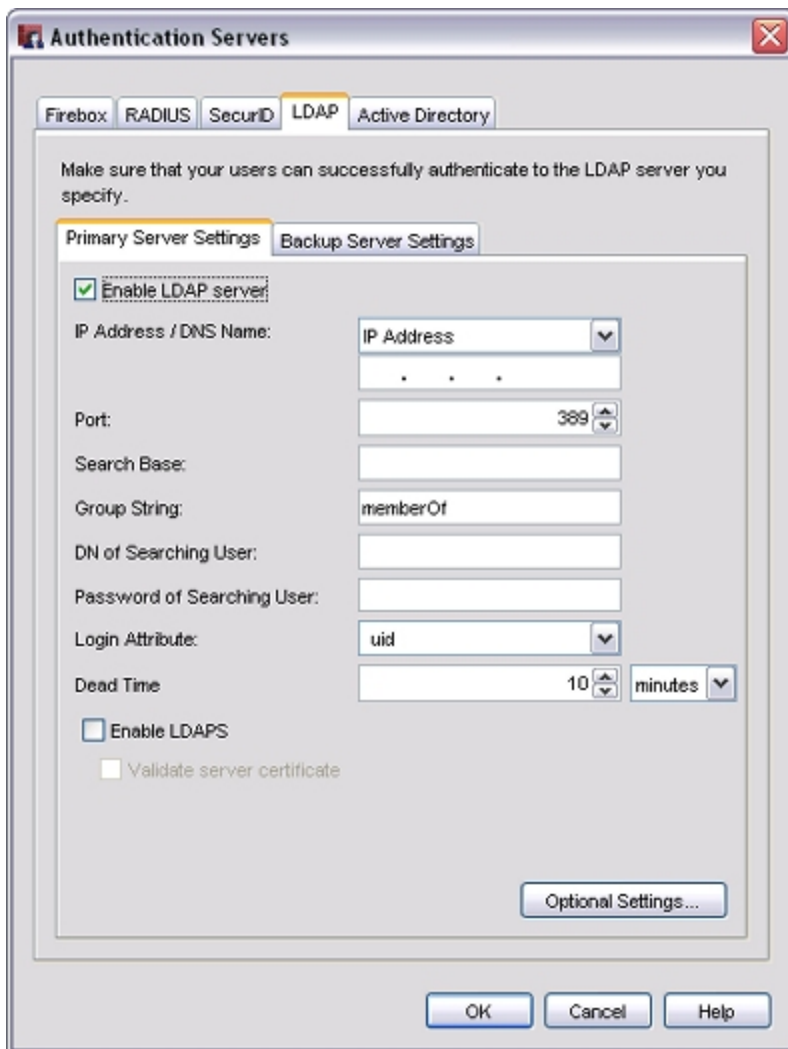 Authentication Servers
Firebox RADIUS SecurID LDAP Active Directory
Make sure that your users can successfully authenticate to the LDAP server you
specify.
Primary Server Settings Backup Server Settings
Enable LDAP server
IP Address / DNS Name: IP Address
. . .
Port: 389
Search Base:
Group String: memberOf
DN of Searching User:
Password of Searching User:
Login Attribute: uid
Dead Time 10 minutes
Enable LDAPS
Validate server certificate
Optional Settings...
OK Cancel Help